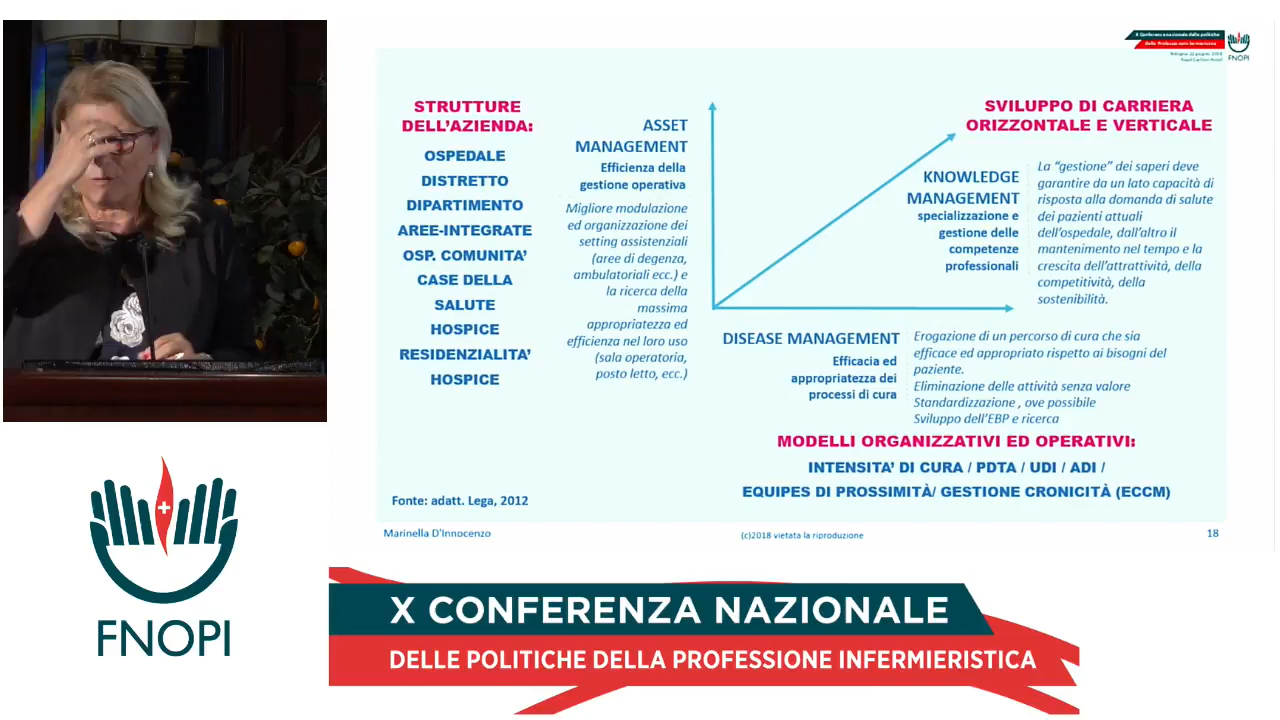 X Conferenza nazionale delle politiche
della Professione Infermieristica
FNOPI
STRUTTURE
DELL'AZIENDA:
OSPEDALE
DISTRETTO
DIPARTIMENTO
AREE-INTEGRATE
OSP. COMUNITA'
CASE DELLA
SALUTE
HOSPICE
RESIDENZIALITA'
HOSPICE
ASSET
MANAGEMENT
Efficienza della
gestione operativa
Migliore modulazione
ed organizzazione dei
setting assistenziali
(aree di degenza,
ambulatoriali ecc.) e
la ricerca della
massima
appropriatezza ed
efficienza nel loro uso
(sala operatoria,
posto letto, ecc.)
SVILUPPO DI CARRIERA
ORIZZONTALE E VERTICALE
KNOWLEDGE
MANAGEMENT
specializzazione e
gestione delle
competenze
professionali
La "gestione" dei saperi deve
garantire da un lato capacità di
risposta alla domanda di salute
dei pazienti attuali
dell'ospedale, dall'altro il
mantenimento nel tempo e la
crescita dell'attrattività, della
competitività, della
sostenibilità.
DISEASE MANAGEMENT
Efficacia ed
appropriatezza dei
processi di cura
Erogazione di un percorso di cura che sia
efficace ed appropriato rispetto ai bisogni del
paziente.
Eliminazione delle attività senza valore
Standardizzazione , ove possibile
Sviluppo dell'EBP e ricerca
MODELLI ORGANIZZATIVI ED OPERATIVI:
INTENSITA' DI CURA / PDTA / UDI / ADI /
EQUIPES DI PROSSIMITÀ/ GESTIONE CRONICITÀ (ECCM)
Fonte: adatt. Lega, 2012
Marinella D'Innocenzo
(c)2018 vietata la riproduzione
18
FNOPI
X CONFERENZA NAZIONALE
DELLE POLITICHE DELLA PROFESSIONE INFERMIERISTICA